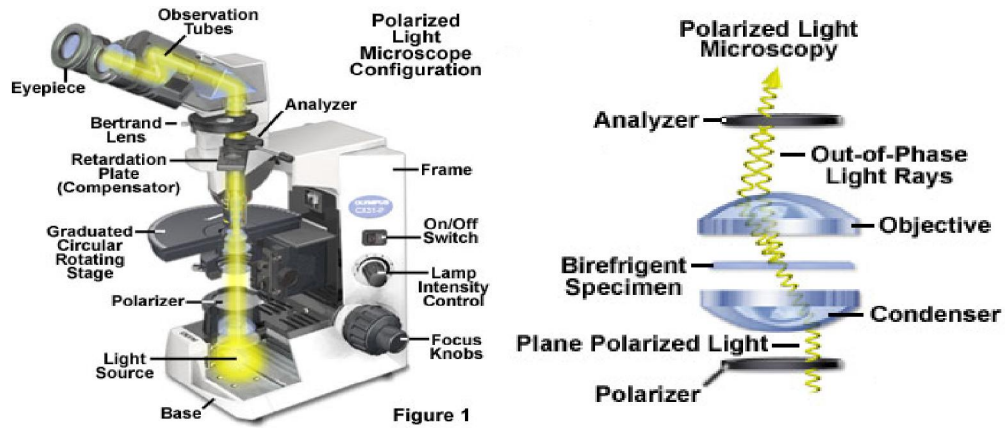 Observation
Tubes
Polarized
Light
Microscope
Configuration
Eyepiece
Analyzer
Bertrand
Lens
Retardation
Plate
(Compensator)
Frame
OLYMPUS
CX31-P
Graduated
Circular
Rotating
Stage
On/Off
Switch
Lamp
Intensity
Control
Polarizer
Focus
Knobs
Light
Source
Base
Figure 1
Polarized Light
Microscopy
Analyzer
Out-of-Phase
Light Rays
Objective
Birefrigent
Specimen
Condenser
Plane Polarized Light
Polarizer